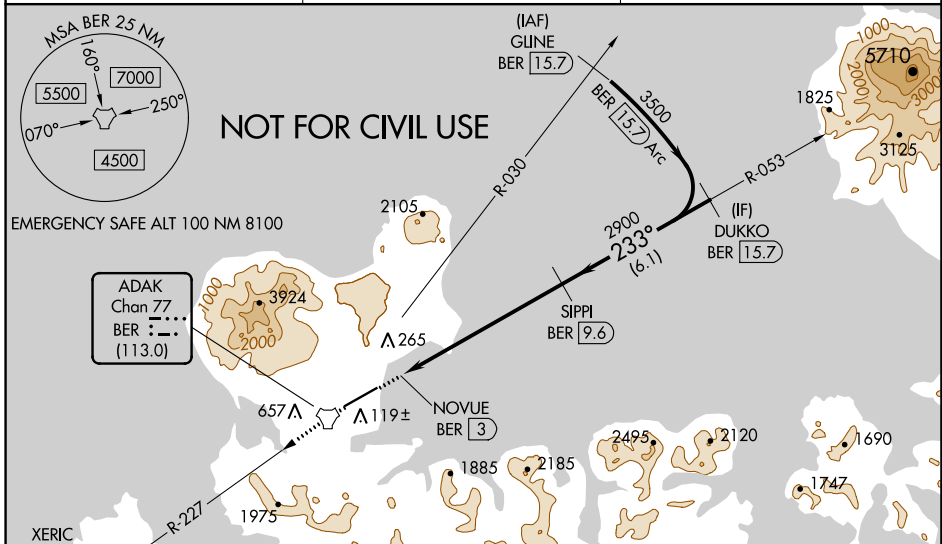 MSA BER 25 NM
160°
5500
7000
250°
070°
4500
NOT FOR CIVIL USE
EMERGENCY SAFE ALT 100 NM 8100
(IAF)
GLINE
BER 15.7
3500
BER 15.7 Arc
R-030
R-053
(IF)
DUKKO
BER 15.7
2900
233°
(6.1)
SIPPI
BER 9.6
1000
5710
2000
3000
1825
3125
2105
ADAK
Chan 77
BER
(113.0)
1000
3924
2000
265
657
119±
NOVUE
BER 3
2495
2120
1690
1885
2185
1747
1975
R-227
XERIC